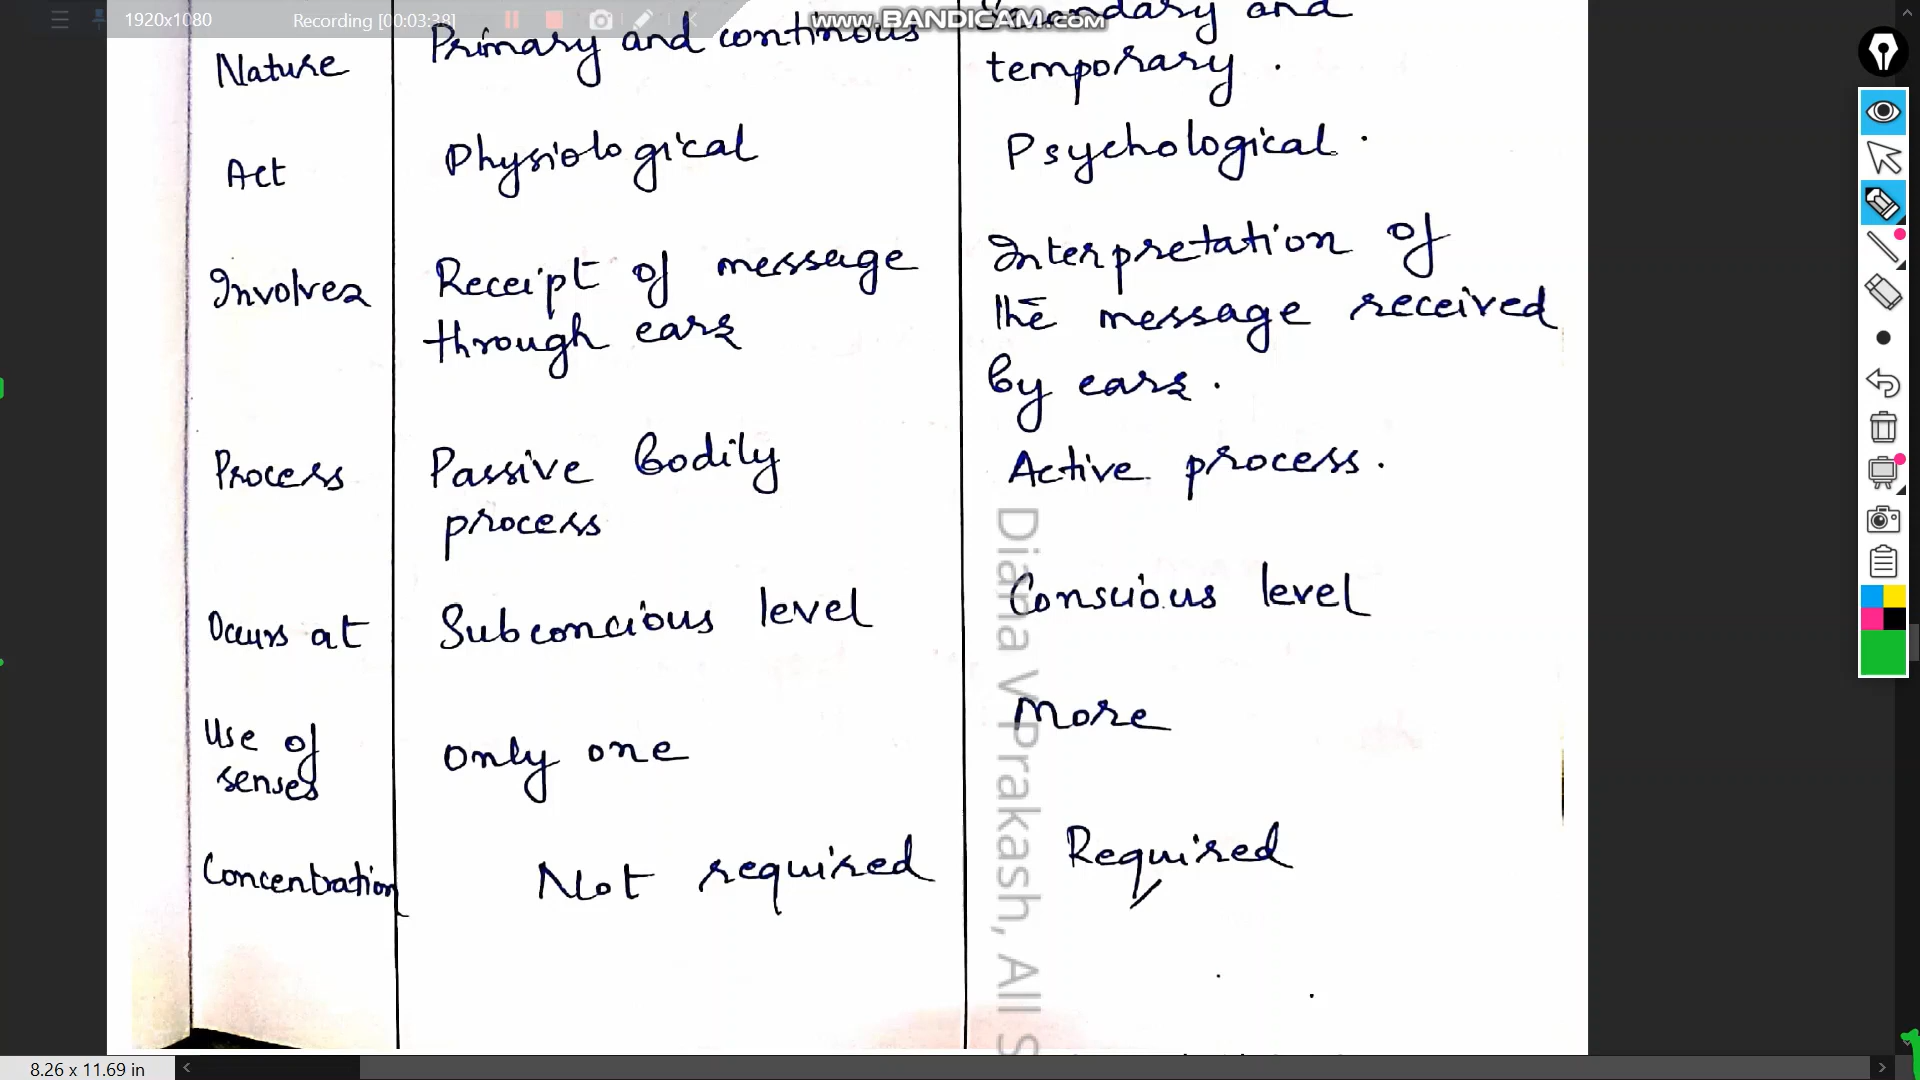 1920x1080
Recording [00:03:38]
www.BANDICAM.com
Nature
Primary and continous
Secondary and
temporary .
Act
Physiological
Psychological .
Involves
Receipt of message
through ears
Interpretation of
the message received
by ears .
Process
Passive bodily
process
Active process .
Occurs at
Subconcious level
Conscious level
Use of
senses
Only one
More
Concentration
Not required
Required
Diana V Prakash, All S
8.26 x 11.69 in